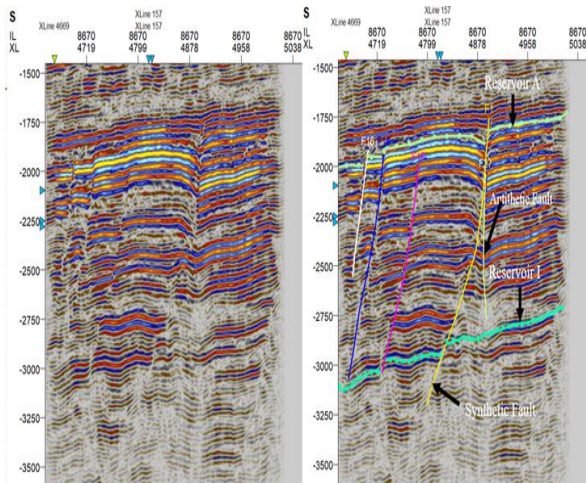 S
XLine 157
XLine 4669 XLine 157
IL 8670 8670 8670 8670 8670
XL 4719 4799 4878 4958 5038
-1500
-1750
-2000
-2250
-2500
-2750
-3000
-3250
-3500
S
XLine 157
XLine 4669 XLine 157
IL 8670 8670 8670 8670 8670
XL 4719 4799 4878 4958 5038
-1500
-1750
-2000
-2250
-2500
-2750
-3000
-3250
-3500
Reservoir A
Antithetic Fault
Reservoir I
Synthetic Fault